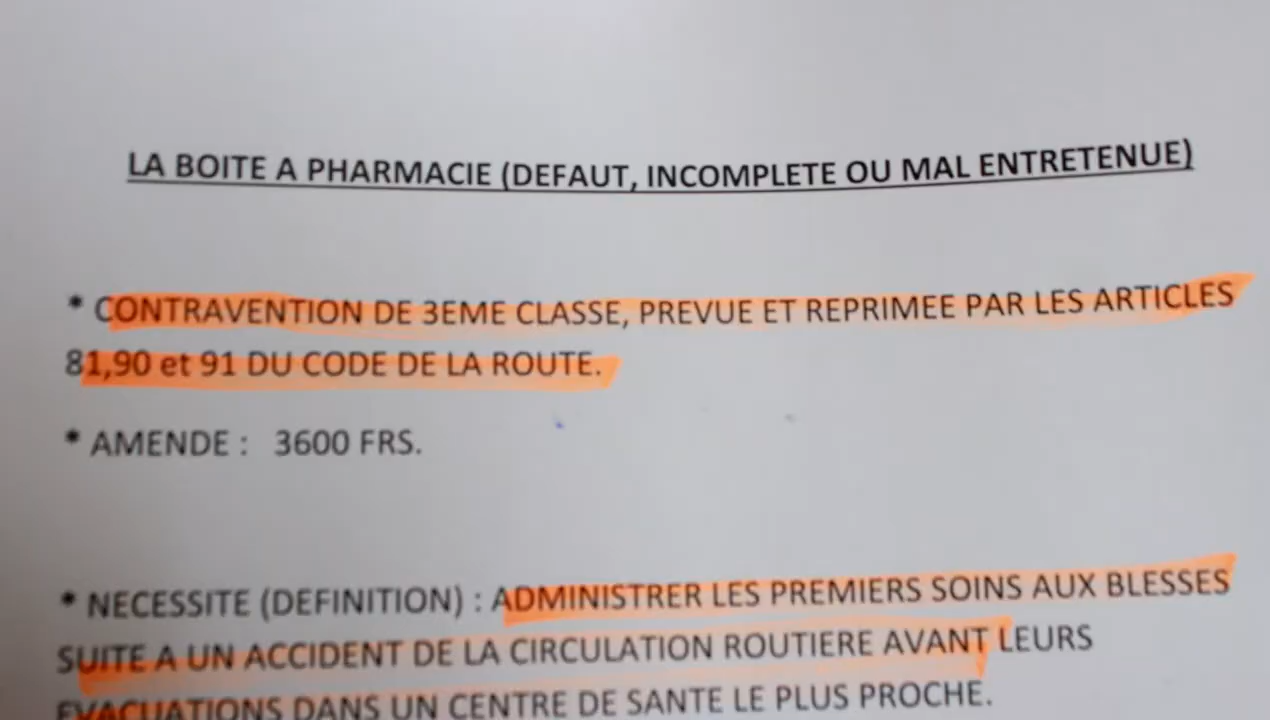 LA BOITE A PHARMACIE (DEFAUT, INCOMPLETE OU MAL ENTRETENUE)
* CONTRAVENTION DE 3EME CLASSE, PREVUE ET REPRIMEE PAR LES ARTICLES
81,90 et 91 DU CODE DE LA ROUTE.
* AMENDE : 3600 FRS.
* NECESSITE (DEFINITION) : ADMINISTRER LES PREMIERS SOINS AUX BLESSES
SUITE A UN ACCIDENT DE LA CIRCULATION ROUTIERE AVANT LEURS
EVACUATIONS DANS UN CENTRE DE SANTE LE PLUS PROCHE.